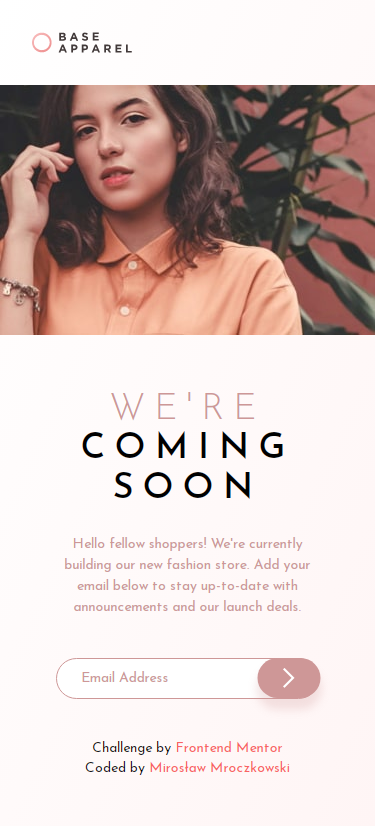 BASE
APPAREL
WE'RE
COMING
SOON
Hello fellow shoppers! We're currently
building our new fashion store. Add your
email below to stay up-to-date with
announcements and our launch deals.
Email Address
Challenge by Frontend Mentor
Coded by Mirosław Mroczkowski